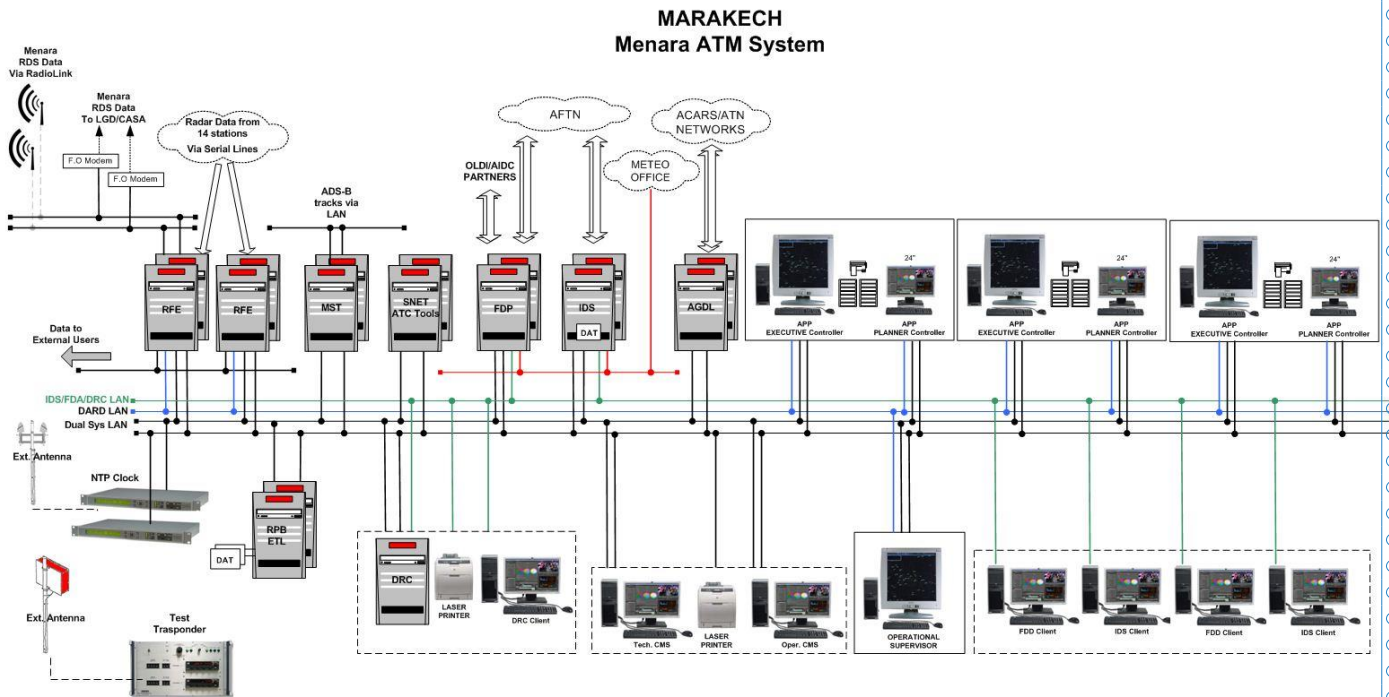 MARAKECH
Menara ATM System
Menara
RDS Data
Via RadioLink
Menara
RDS Data
To LGD/CASA
F.O Modem
F.O Modem
Radar Data from
14 stations
Via Serial Lines
ADS-B
tracks via
LAN
OLDI/AIDC
PARTNERS
AFTN
METEO
OFFICE
ACARS/ATN
NETWORKS
RFE
RFE
MST
SNET
ATC Tools
FDP
IDS
DAT
AGDL
24"
APP
EXECUTIVE Controller
APP
PLANNER Controller
24"
APP
EXECUTIVE Controller
APP
PLANNER Controller
24"
APP
EXECUTIVE Controller
APP
PLANNER Controller
Data to
External Users
IDS/FDA/DRC LAN
DARD LAN
Dual Sys LAN
Ext. Antenna
NTP Clock
RPB
ETL
DAT
DRC
LASER
PRINTER
DRC Client
Tech. CMS
LASER
PRINTER
Oper. CMS
OPERATIONAL
SUPERVISOR
FDD Client
IDS Client
FDD Client
IDS Client
Ext. Antenna
Test
Trasponder